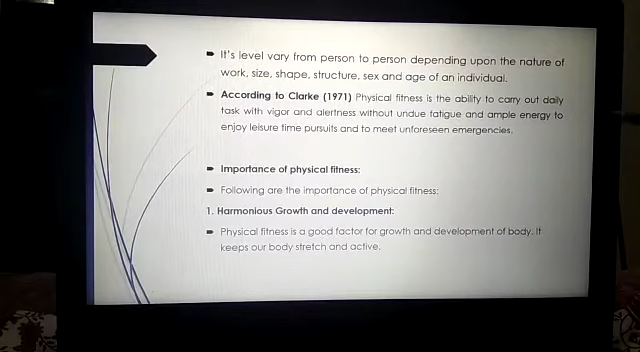 It's level vary from person to person depending upon the nature of
work, size, shape, structure, sex and age of an individual.
According to Clarke (1971) Physical fitness is the ability to carry out daily
task with vigor and alertness without undue fatigue and ample energy to
enjoy leisure time pursuits and to meet unforeseen emergencies.
Importance of physical fitness:
Following are the importance of physical fitness:
1. Harmonious Growth and development:
Physical fitness is a good factor for growth and development of body. It
keeps our body stretch and active.